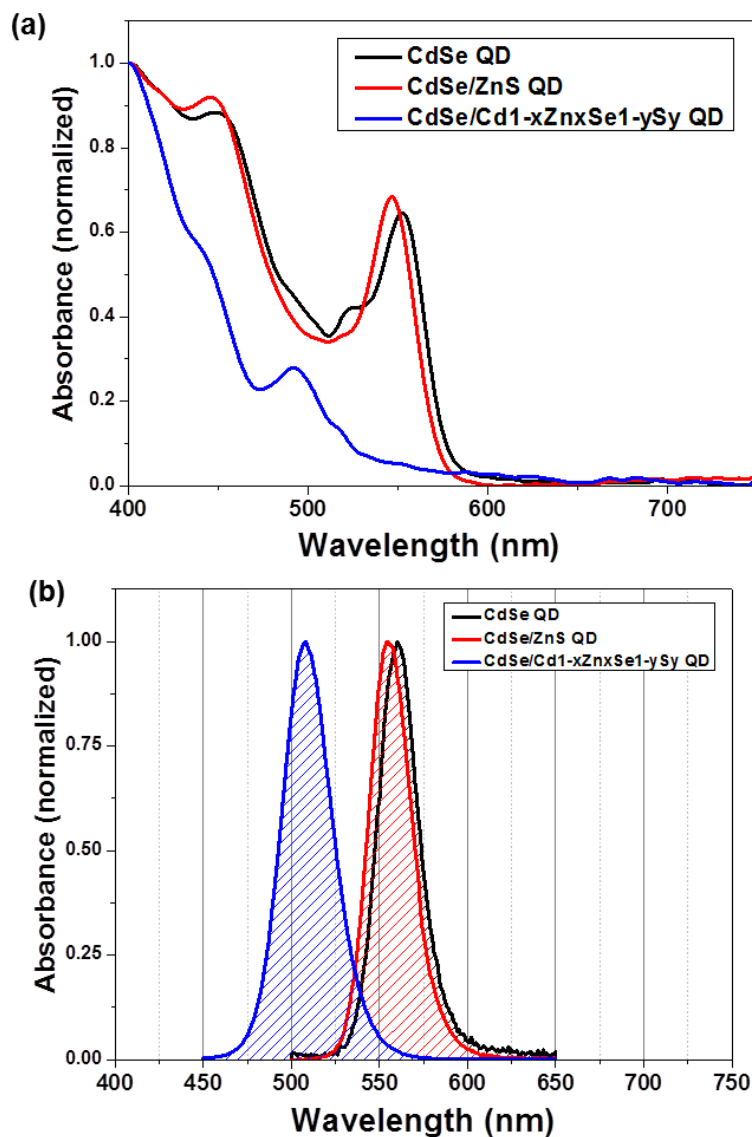 (a)
CdSe QD
CdSe/ZnS QD
CdSe/Cd1-xZnxSe1-ySy QD
Absorbance (normalized)
1.0
0.8
0.6
0.4
0.2
0.0
400 500 600 700
Wavelength (nm)
(b)
CdSe QD
CdSe/ZnS QD
CdSe/Cd1-xZnxSe1-ySy QD
Absorbance (normalized)
1.00
0.75
0.50
0.25
0.00
400 450 500 550 600 650 700 750
Wavelength (nm)